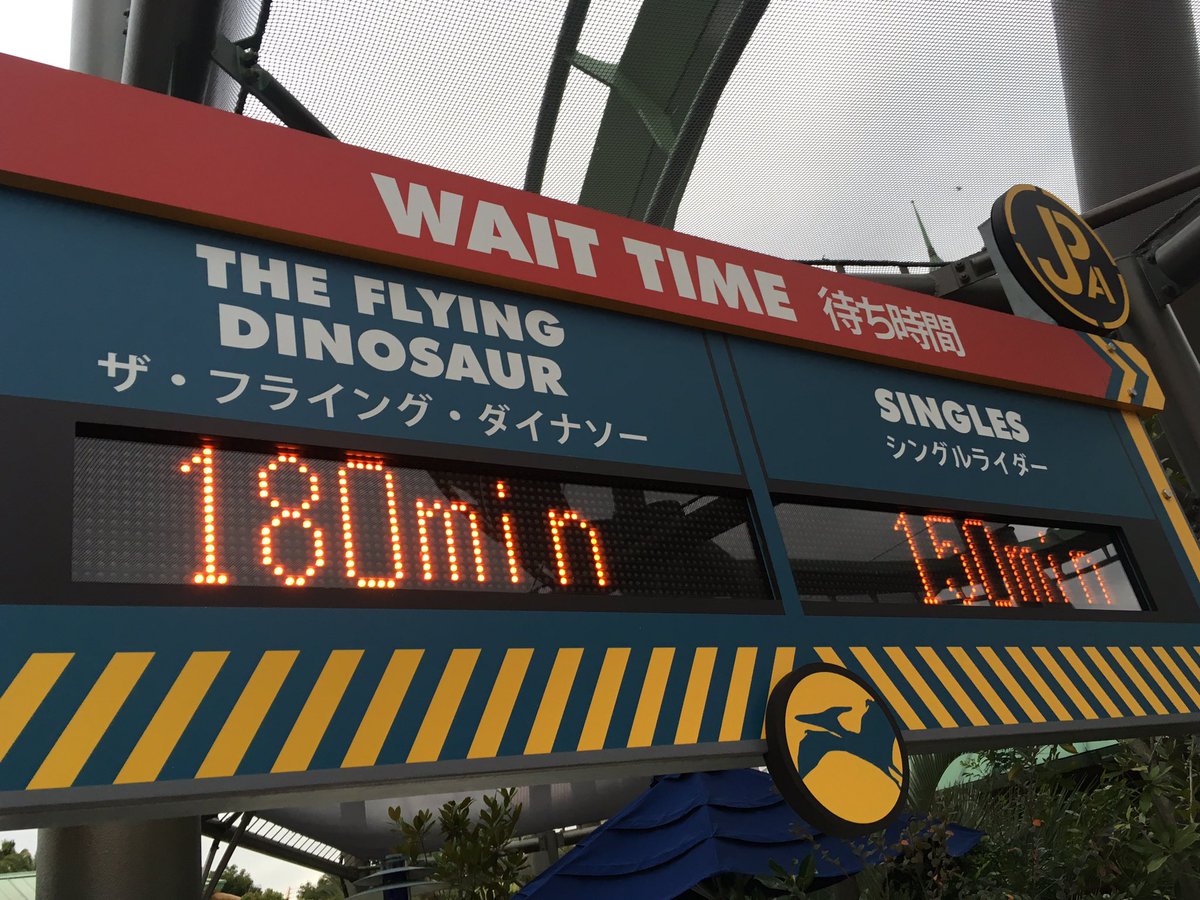 WAIT TIME 待ち時間
JPA
THE FLYING
DINOSAUR
ザ・フライング・ダイナソー
180min
SINGLES
シングルライダー
150min